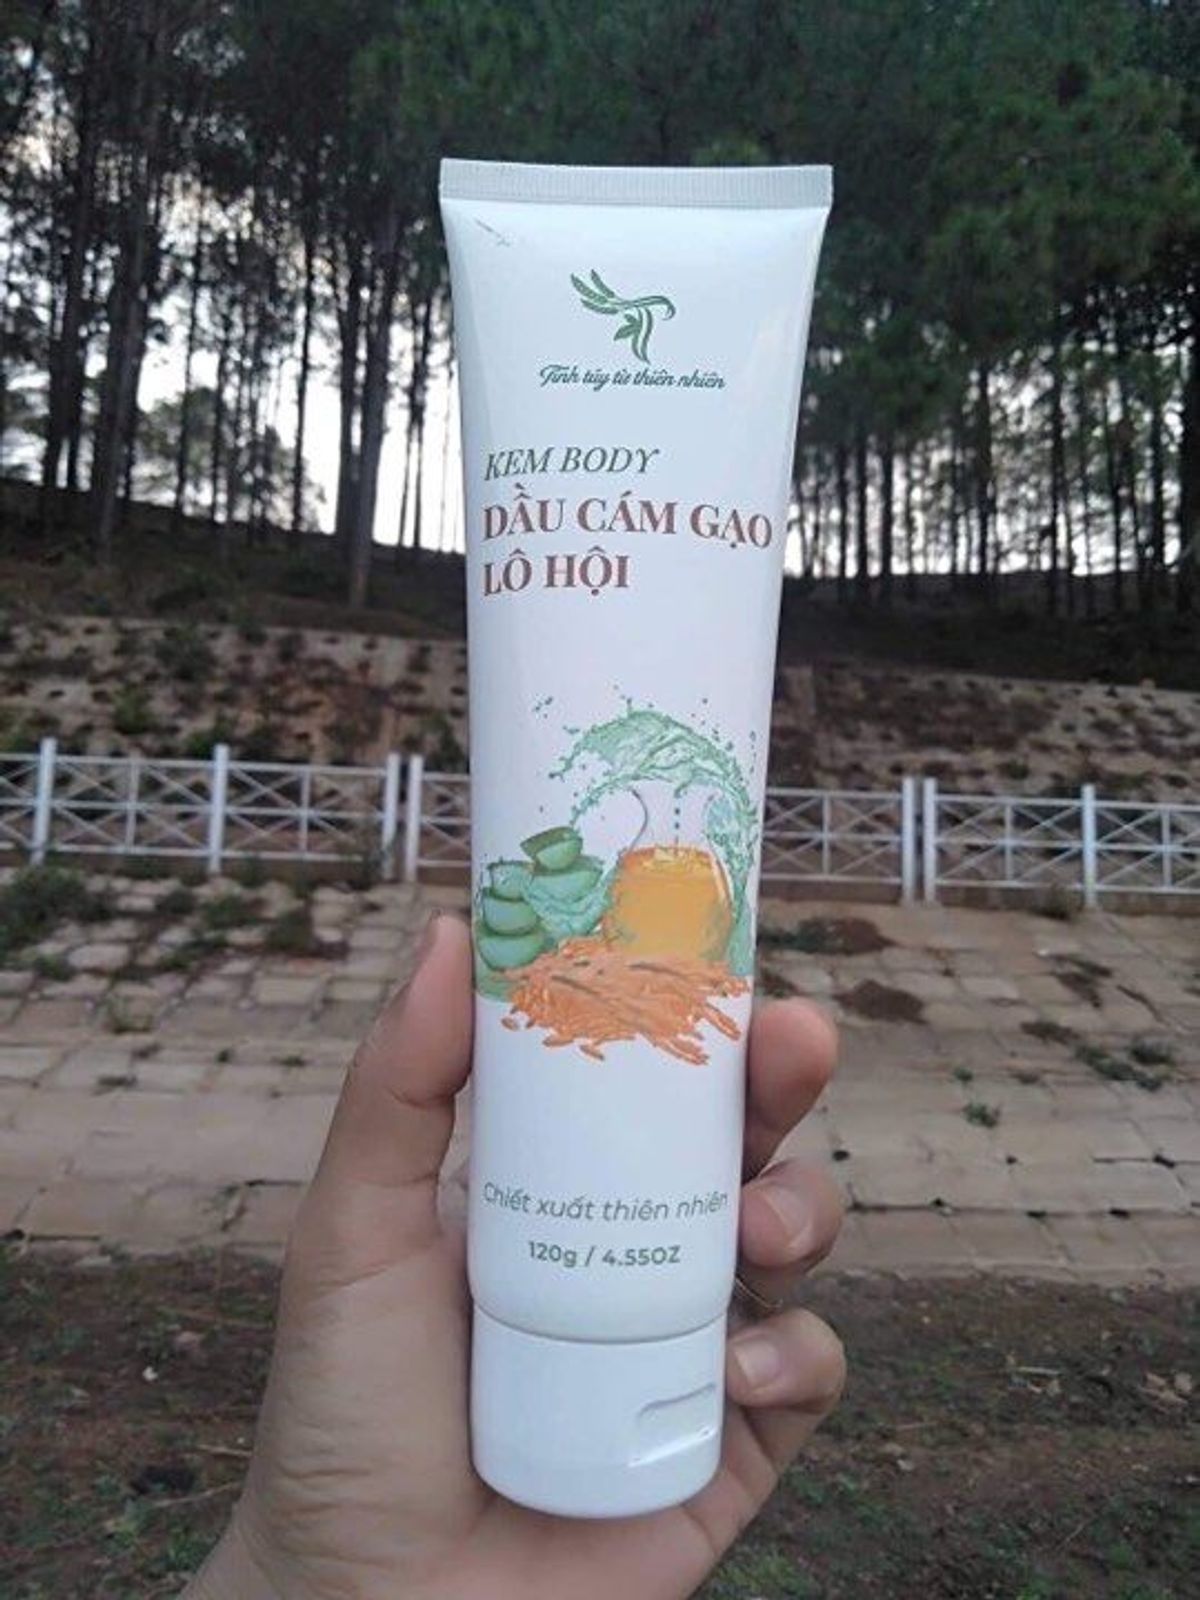 Tinh túy từ thiên nhiên
KEM BODY
DẦU CÁM GẠO
LÔ HỘI
Chiết xuất thiên nhiên
120g / 4.55OZ